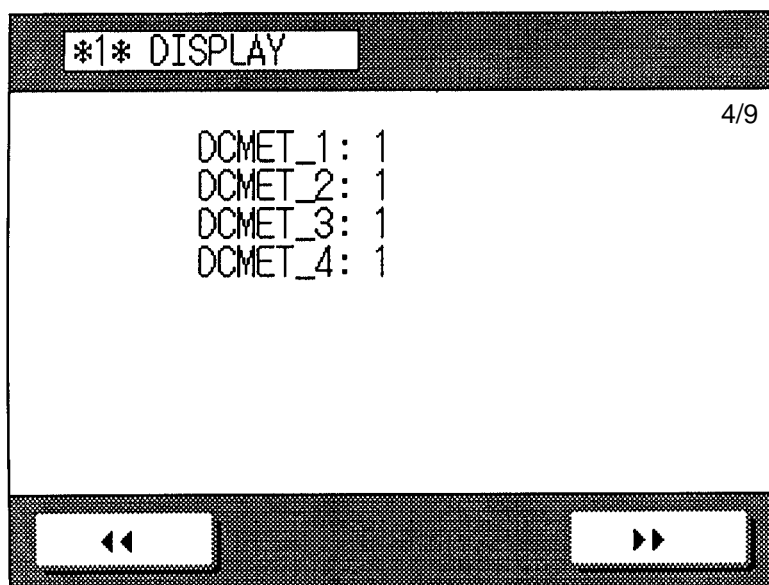 *1* DISPLAY
4/9
DCMET_1: 1
DCMET_2: 1
DCMET_3: 1
DCMET_4: 1